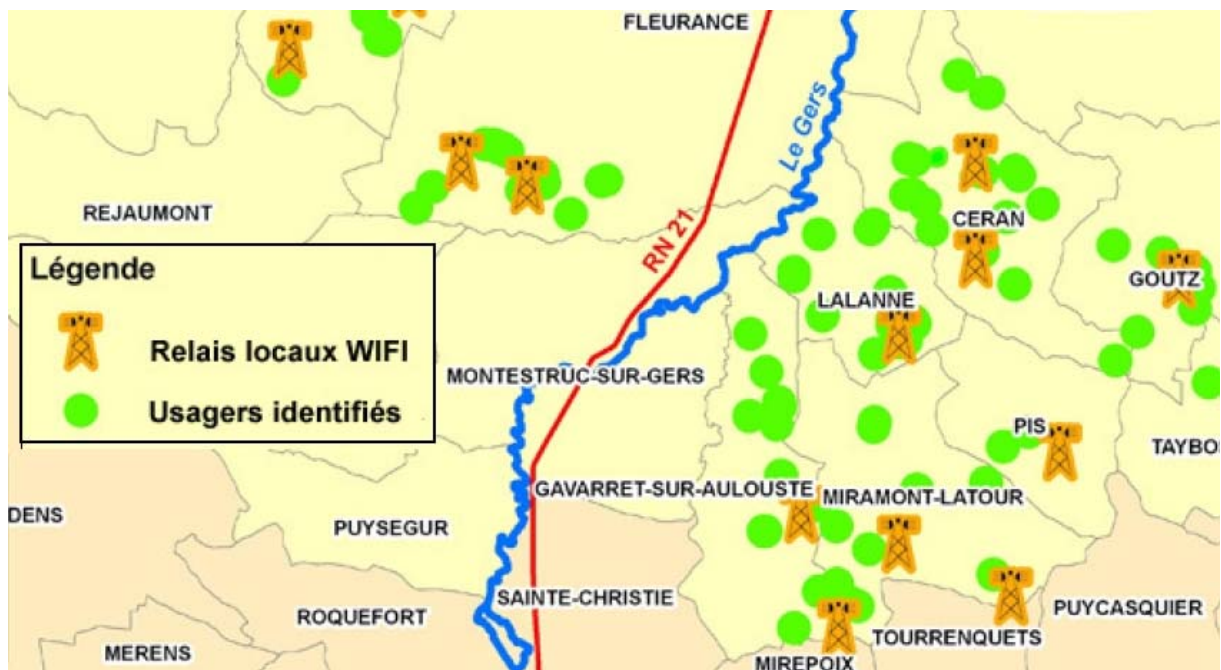 FLEURANCE
Le Gers
REJAUMONT
RN 21
CERAN
GOUTZ
LALANNE
Légende
Relais locaux WIFI
Usagers identifiés
MONTESTRUC-SUR-GERS
PIS
TAYBOS
GAVARRET-SUR-AULOUSTE
MIRAMONT-LATOUR
DENS
PUYSEGUR
SAINTE-CHRISTIE
ROQUEFORT
PUYCASQUIER
TOURRENQUETS
MERENS
MIREPOIX